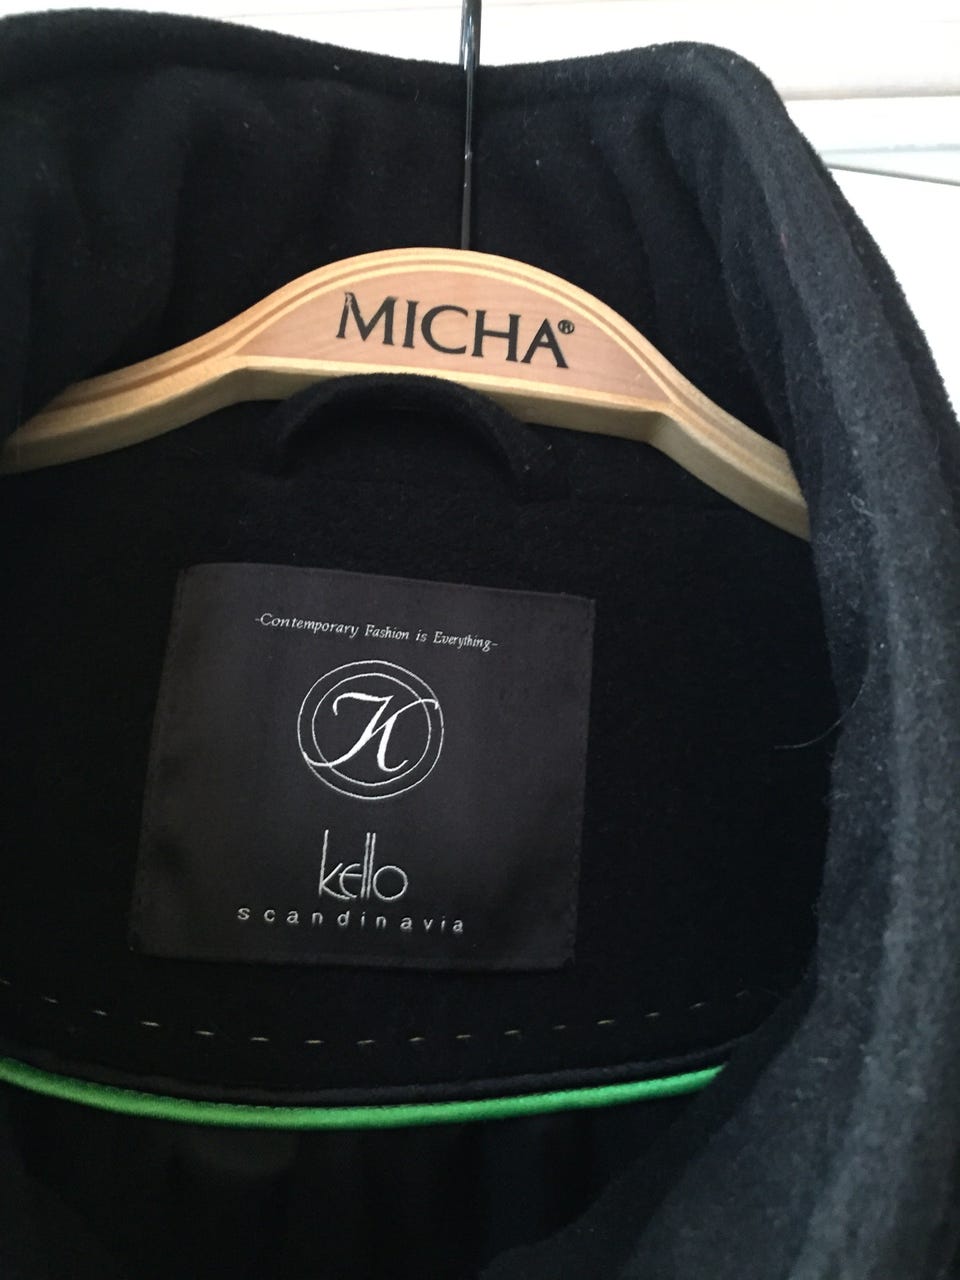 MICHA®
-Contemporary Fashion is Everything-
K
kello
scandinavia